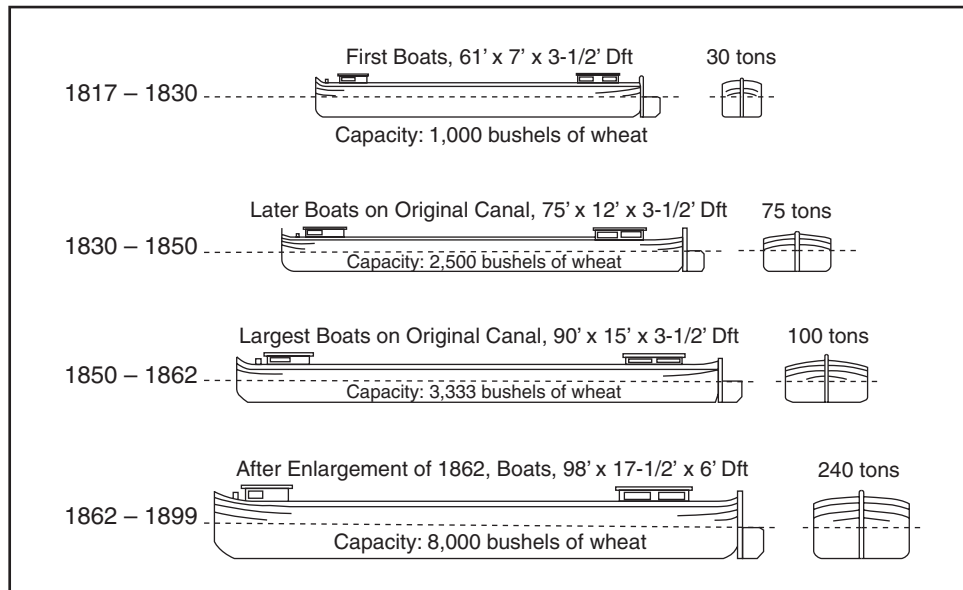 First Boats, 61' x 7' x 3-1/2' Dft 30 tons
1817 – 1830
Capacity: 1,000 bushels of wheat
Later Boats on Original Canal, 75' x 12' x 3-1/2' Dft 75 tons
1830 – 1850
Capacity: 2,500 bushels of wheat
Largest Boats on Original Canal, 90' x 15' x 3-1/2' Dft 100 tons
1850 – 1862
Capacity: 3,333 bushels of wheat
After Enlargement of 1862, Boats, 98' x 17-1/2' x 6' Dft 240 tons
1862 – 1899
Capacity: 8,000 bushels of wheat